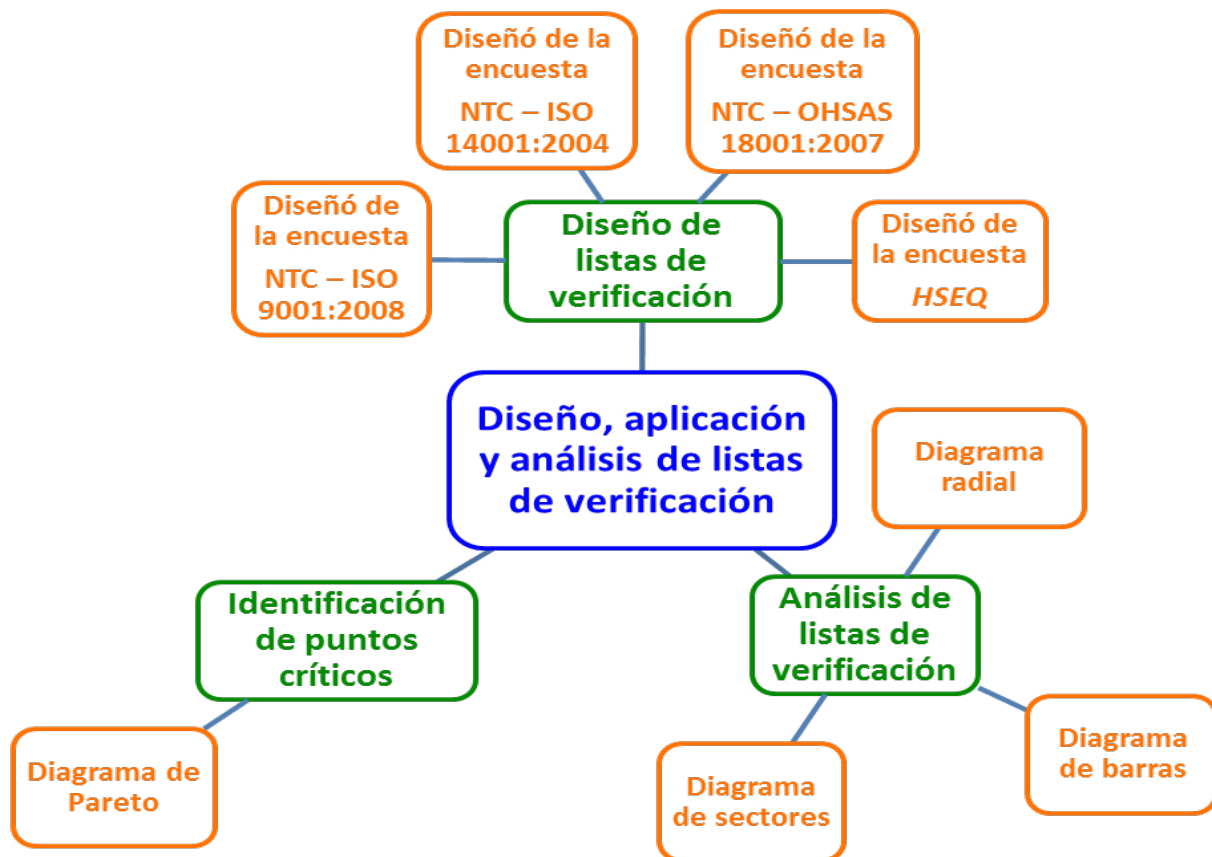 Diseñó de la
encuesta
NTC – ISO
14001:2004
Diseñó de la
encuesta
NTC – OHSAS
18001:2007
Diseñó de
la encuesta
NTC – ISO
9001:2008
Diseño de
listas de
verificación
Diseñó de
la encuesta
HSEQ
Diseño, aplicación
y análisis de listas
de verificación
Diagrama
radial
Identificación
de puntos
críticos
Análisis de
listas de
verificación
Diagrama de
Pareto
Diagrama
de sectores
Diagrama
de barras